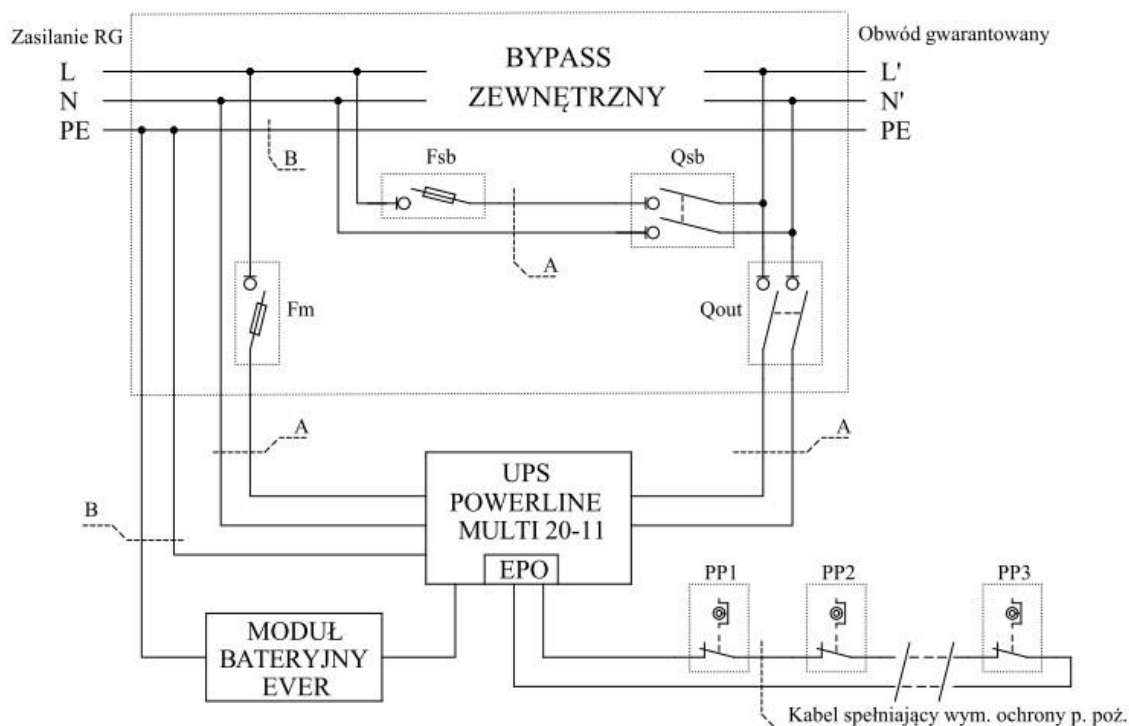 Zasilanie RG
Obwód gwarantowany
BYPASS
ZEWNĘTRZNY
L
L'
N
N'
PE
PE
B
Fsb
Qsb
A
Fm
Qout
A
A
UPS
POWERLINE
MULTI 20-11
B
EPO
PP1
PP2
PP3
MODUŁ
BATERYJNY
EVER
Kabel spełniający wym. ochrony p. poż.